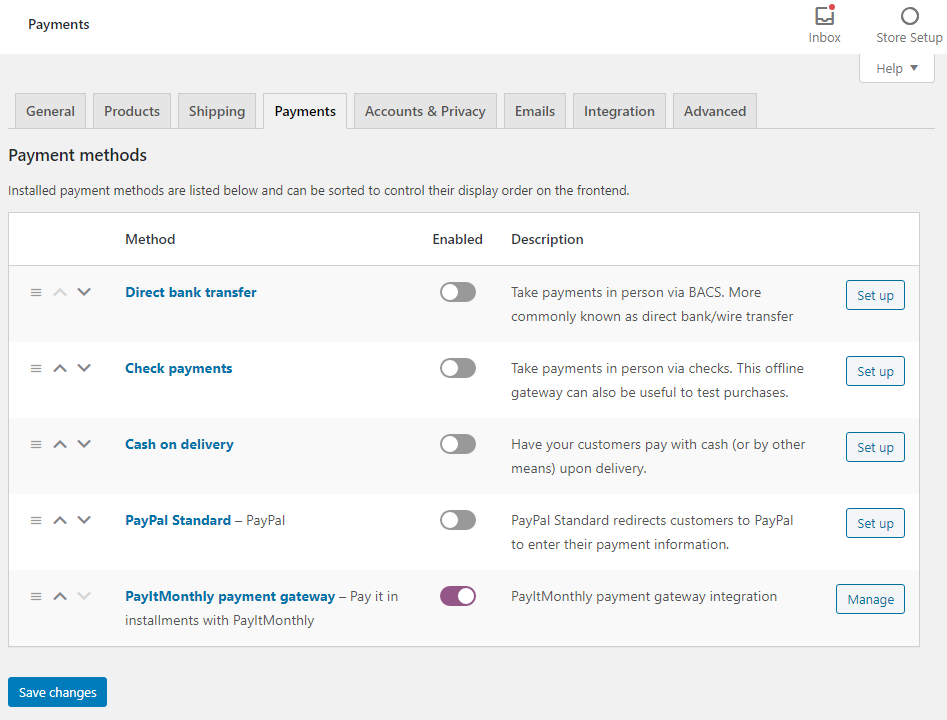 Payments
Inbox
Store Setup
Help
General
Products
Shipping
Payments
Accounts & Privacy
Emails
Integration
Advanced
Payment methods
Installed payment methods are listed below and can be sorted to control their display order on the frontend.
Method
Enabled
Description
Direct bank transfer
Take payments in person via BACS. More
commonly known as direct bank/wire transfer
Set up
Check payments
Take payments in person via checks. This offline
gateway can also be useful to test purchases.
Set up
Cash on delivery
Have your customers pay with cash (or by other
means) upon delivery.
Set up
PayPal Standard – PayPal
PayPal Standard redirects customers to PayPal
to enter their payment information.
Set up
PayItMonthly payment gateway – Pay it in
installments with PayItMonthly
PayItMonthly payment gateway integration
Manage
Save changes